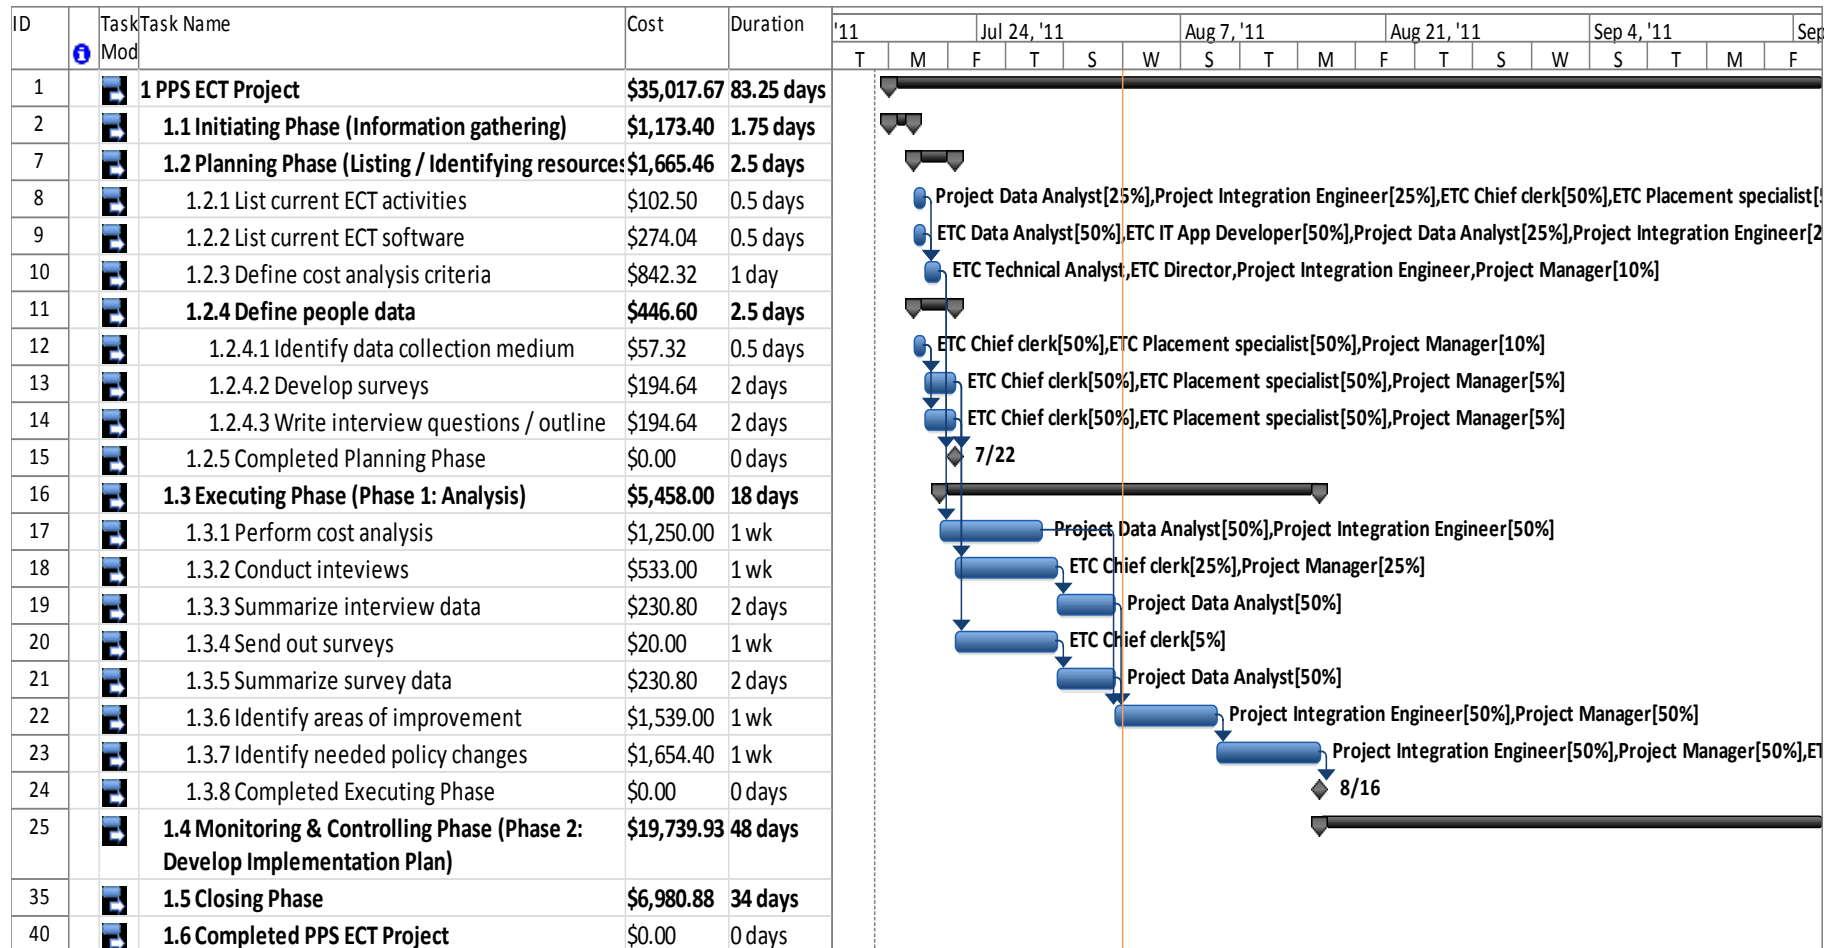 ID Task Task Name Cost Duration '11 Jul 24, '11 Aug 7, '11 Aug 21, '11 Sep 4, '11 Sep
Mod T M F T S W S T M F T S W S T M F
1 1 PPS ECT Project $35,017.67 83.25 days
2 1.1 Initiating Phase (Information gathering) $1,173.40 1.75 days
7 1.2 Planning Phase (Listing / Identifying resources $1,665.46 2.5 days
8 1.2.1 List current ECT activities $102.50 0.5 days Project Data Analyst[25%],Project Integration Engineer[25%],ETC Chief clerk[50%],ETC Placement specialist[
9 1.2.2 List current ECT software $274.04 0.5 days ETC Data Analyst[50%],ETC IT App Developer[50%],Project Data Analyst[25%],Project Integration Engineer[2
10 1.2.3 Define cost analysis criteria $842.32 1 day ETC Technical Analyst,ETC Director,Project Integration Engineer,Project Manager[10%]
11 1.2.4 Define people data $446.60 2.5 days
12 1.2.4.1 Identify data collection medium $57.32 0.5 days ETC Chief clerk[50%],ETC Placement specialist[50%],Project Manager[10%]
13 1.2.4.2 Develop surveys $194.64 2 days ETC Chief clerk[50%],ETC Placement specialist[50%],Project Manager[5%]
14 1.2.4.3 Write interview questions / outline $194.64 2 days ETC Chief clerk[50%],ETC Placement specialist[50%],Project Manager[5%]
15 1.2.5 Completed Planning Phase $0.00 0 days 7/22
16 1.3 Executing Phase (Phase 1: Analysis) $5,458.00 18 days
17 1.3.1 Perform cost analysis $1,250.00 1 wk Project Data Analyst[50%],Project Integration Engineer[50%]
18 1.3.2 Conduct inteviews $533.00 1 wk ETC Chief clerk[25%],Project Manager[25%]
19 1.3.3 Summarize interview data $230.80 2 days Project Data Analyst[50%]
20 1.3.4 Send out surveys $20.00 1 wk ETC Chief clerk[5%]
21 1.3.5 Summarize survey data $230.80 2 days Project Data Analyst[50%]
22 1.3.6 Identify areas of improvement $1,539.00 1 wk Project Integration Engineer[50%],Project Manager[50%]
23 1.3.7 Identify needed policy changes $1,654.40 1 wk Project Integration Engineer[50%],Project Manager[50%],ET
24 1.3.8 Completed Executing Phase $0.00 0 days 8/16
25 1.4 Monitoring & Controlling Phase (Phase 2: $19,739.93 48 days
Develop Implementation Plan)
35 1.5 Closing Phase $6,980.88 34 days
40 1.6 Completed PPS ECT Project $0.00 0 days